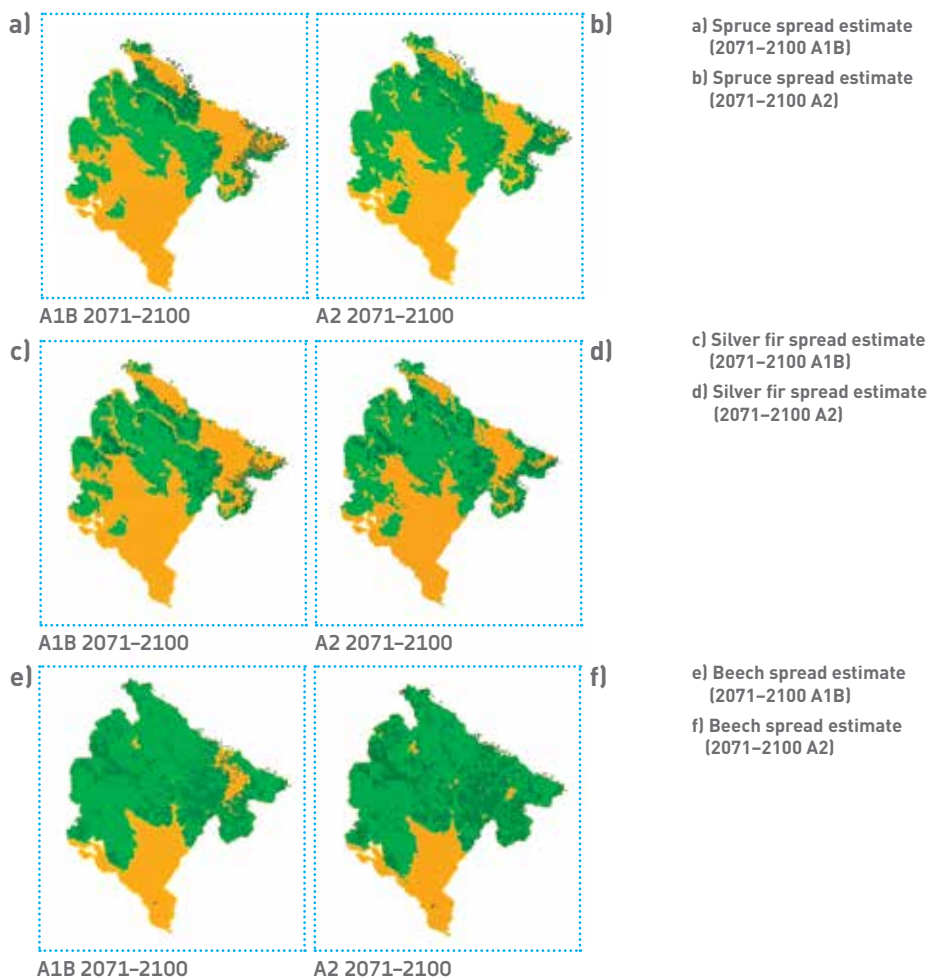 a)
b)
a) Spruce spread estimate
(2071–2100 A1B)
b) Spruce spread estimate
(2071–2100 A2)
A1B 2071–2100
A2 2071–2100
c)
d)
c) Silver fir spread estimate
(2071–2100 A1B)
d) Silver fir spread estimate
(2071–2100 A2)
A1B 2071–2100
A2 2071–2100
e)
f)
e) Beech spread estimate
(2071–2100 A1B)
f) Beech spread estimate
(2071–2100 A2)
A1B 2071–2100
A2 2071–2100